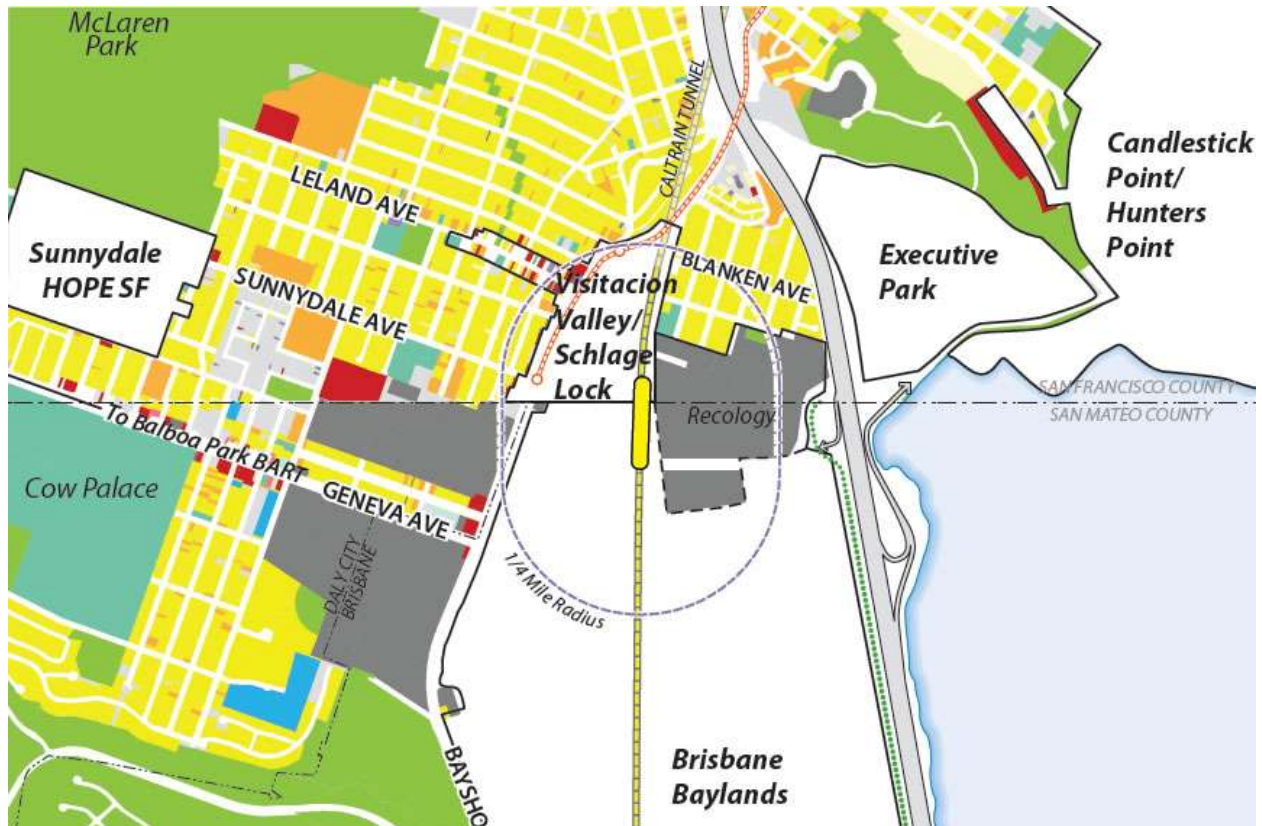 McLaren
Park
CALTRAIN TUNNEL
Candlestick
Point/
Hunters
Point
LELAND AVE
Sunnydale
HOPE SF
SUNNYDALE AVE
Visitacion
Valley/
Schlage
Lock
BLANKEN AVE
Executive
Park
SAN FRANCISCO COUNTY
SAN MATEO COUNTY
Recology
To Balboa Park BART
GENEVA AVE
Cow Palace
DALY CITY
BRISBANE
1/4 Mile Radius
BAYSHO
Brisbane
Baylands